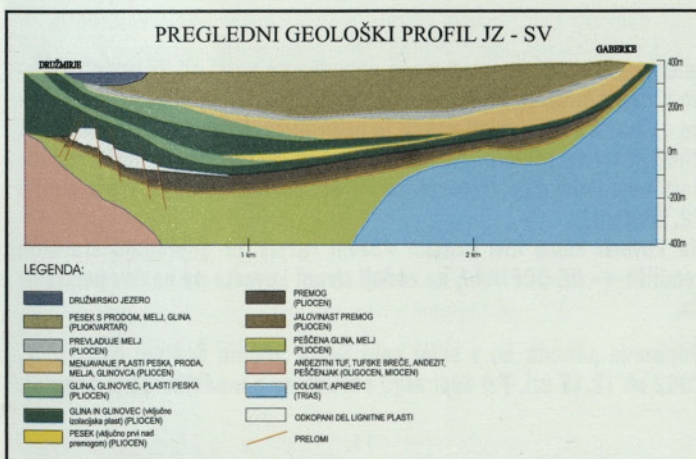 PREGLEDNI GEOLOŠKI PROFIL JZ - SV
DRUŽMIRJE
GABERKE
400m
200m
0m
-200m
-400m
1 km
2 km
LEGENDA:
DRUŽMIRSKO JEZERO
PESEK S PRODOM, MELJ, GLINA
(PLIOKVARTAR)
PREVLADUJE MELJ
(PLIOCEN)
MENJAVANJE PLASTI PESKA, PRODA,
MELJA, GLINOVCA (PLIOCEN)
GLINA, GLINOVEC, PLASTI PESKA
(PLIOCEN)
GLINA IN GLINOVEC (vključno
izolacijska plast) (PLIOCEN)
PESEK (vključno prvi nad
premogom) (PLIOCEN)
PREMOG
(PLIOCEN)
JALOVINAST PREMOG
(PLIOCEN)
PEŠČENA GLINA, MELJ
(PLIOCEN)
ANDEZITNI TUF, TUFSKE BREČE, ANDEZIT,
PEŠČENJAK (OLIGOCEN, MIOCEN)
DOLOMIT, APNENEC
(TRIAS)
ODKOPANI DEL LIGNITNE PLASTI
PRELOMI